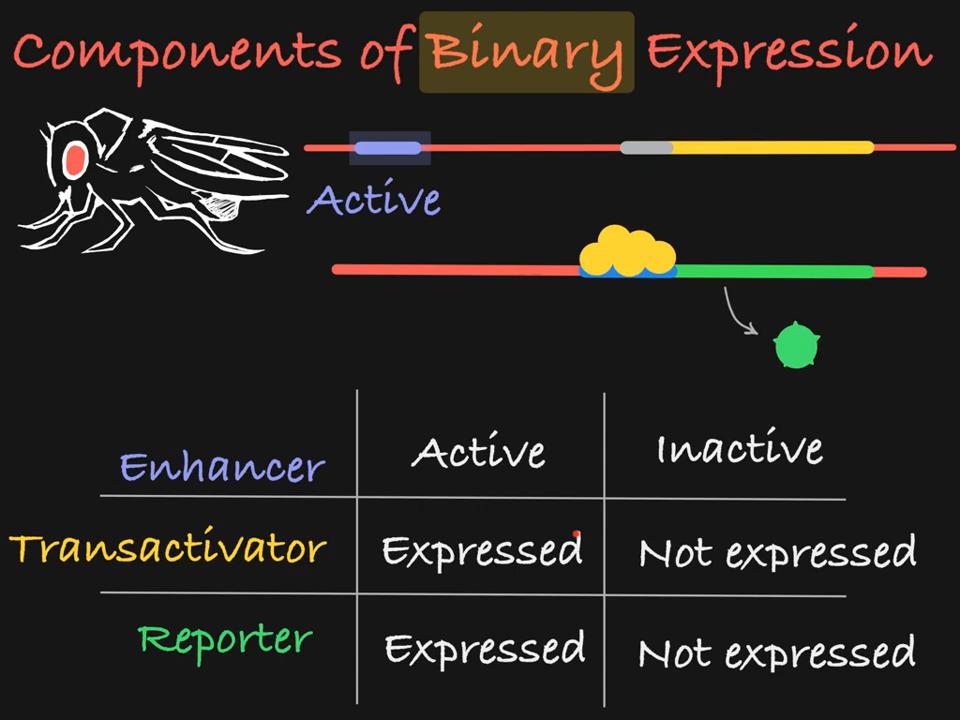 Components of Binary Expression
Active
Enhancer Active Inactive
Transactivator Expressed Not expressed
Reporter Expressed Not expressed